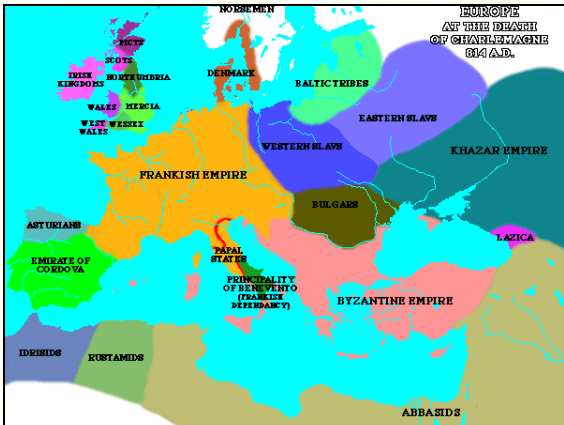 NORSEMEN
EUROPE
AT THE DEATH
OF CHARLEMAGNE
814 A.D.
PICTS
SCOTS
IRISH
KINGDOMS
NORTHUMBRIA
DENMARK
BALTIC TRIBES
WALES
MERCIA
WEST
WALES
WESSEX
EASTERN SLAVS
WESTERN SLAVS
KHAZAR EMPIRE
FRANKISH EMPIRE
BULGARS
ASTURIANS
LAZICA
PAPAL
STATES
EMIRATE OF
CORDOVA
PRINCIPALITY
OF BENEVENTO
(FRANKISH
DEPENDANCY)
BYZANTINE EMPIRE
IDRISIDS
RUSTAMIDS
ABBASIDS